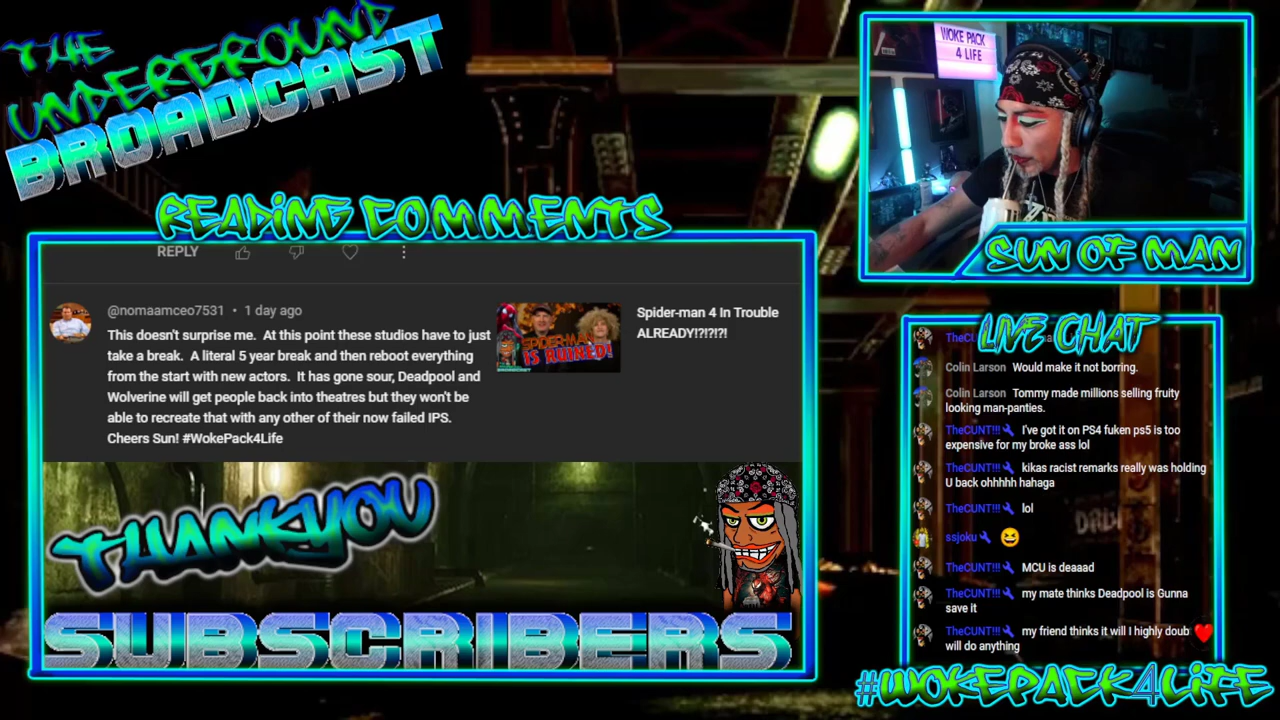 THE
UNDERGROUND
BROADCAST
WOKE PACK
4 LIFE
SUN OF MAN
READING COMMENTS
REPLY
@nomaamceo7531 • 1 day ago
This doesn't surprise me. At this point these studios have to just
take a break. A literal 5 year break and then reboot everything
from the start with new actors. It has gone sour, Deadpool and
Wolverine will get people back into theatres but they won't be
able to recreate that with any other of their now failed IPS.
Cheers Sun! #WokePack4Life
SPIDER-MAN
IS RUINED!
Spider-man 4 In Trouble
ALREADY!?!?!?!
THANKYOU
SUBSCRIBERS
LIVE CHAT
Colin Larson Would make it not borring.
Colin Larson Tommy made millions selling fruity
looking man-panties.
TheCUNT!!! I've got it on PS4 fuken ps5 is too
expensive for my broke ass lol
TheCUNT!!! kikas racist remarks really was holding
U back ohhhhh hahaga
TheCUNT!!! lol
ssjoku 😆
TheCUNT!!! MCU is deaaad
TheCUNT!!! my mate thinks Deadpool is Gunna
save it
TheCUNT!!! my friend thinks it will I highly doub
will do anything
#WOKEPACK4LIFE